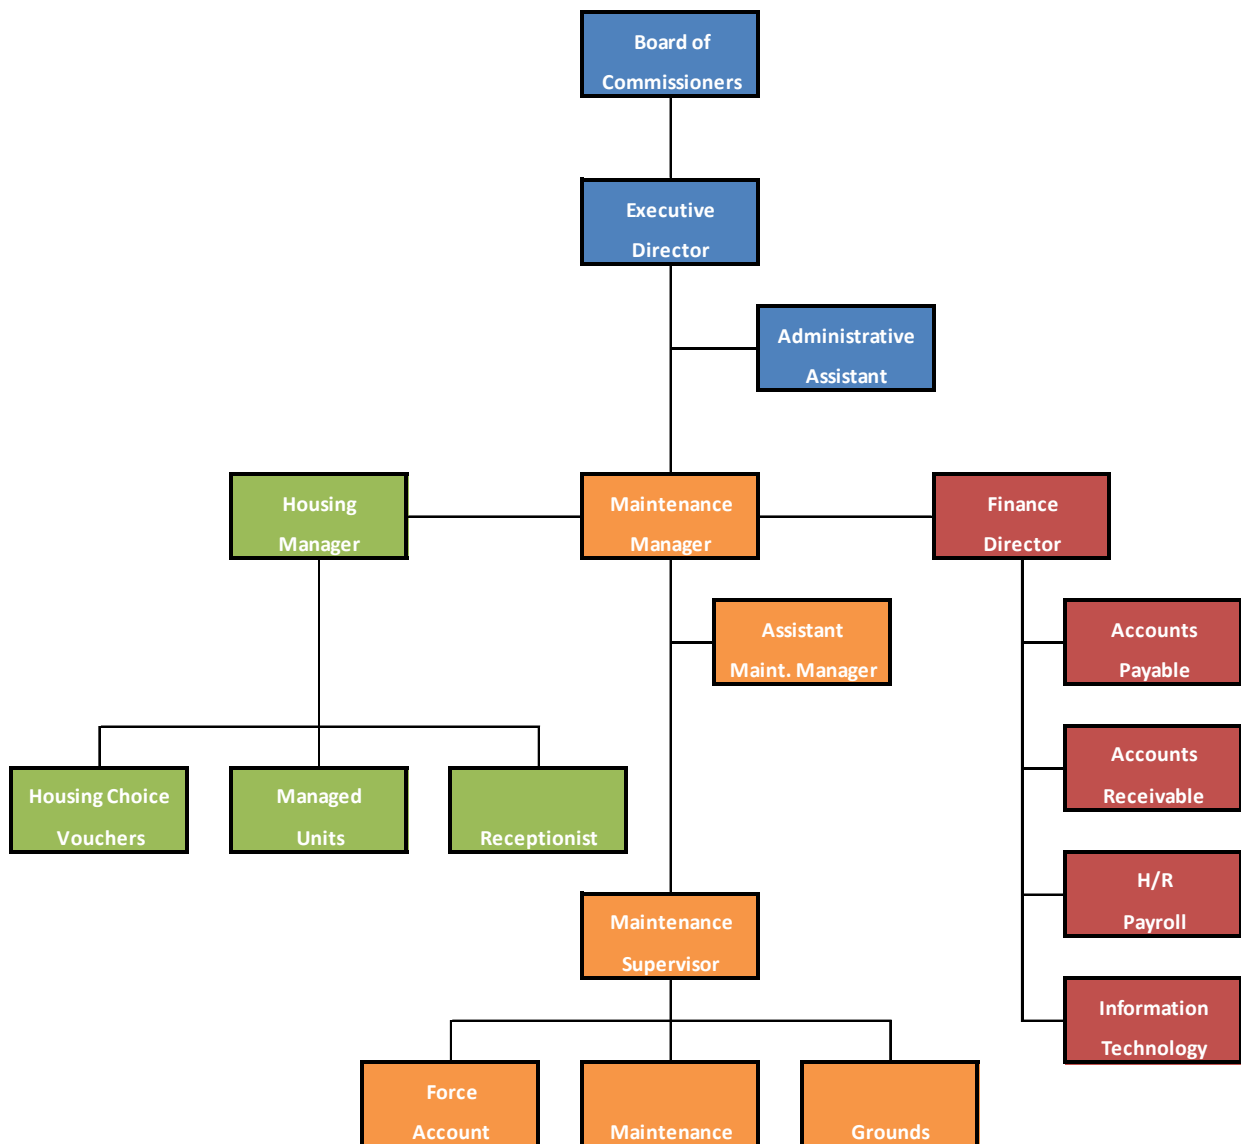 Board of
Commissioners
Executive
Director
Administrative
Assistant
Housing
Manager
Maintenance
Manager
Finance
Director
Assistant
Maint. Manager
Accounts
Payable
Accounts
Receivable
Housing Choice
Vouchers
Managed
Units
Receptionist
H/R
Payroll
Maintenance
Supervisor
Information
Technology
Force
Account
Maintenance
Grounds